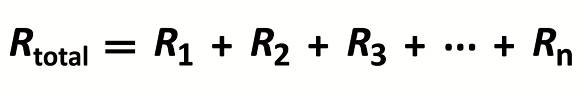 R_total = R_1 + R_2 + R_3 + ··· + R_n